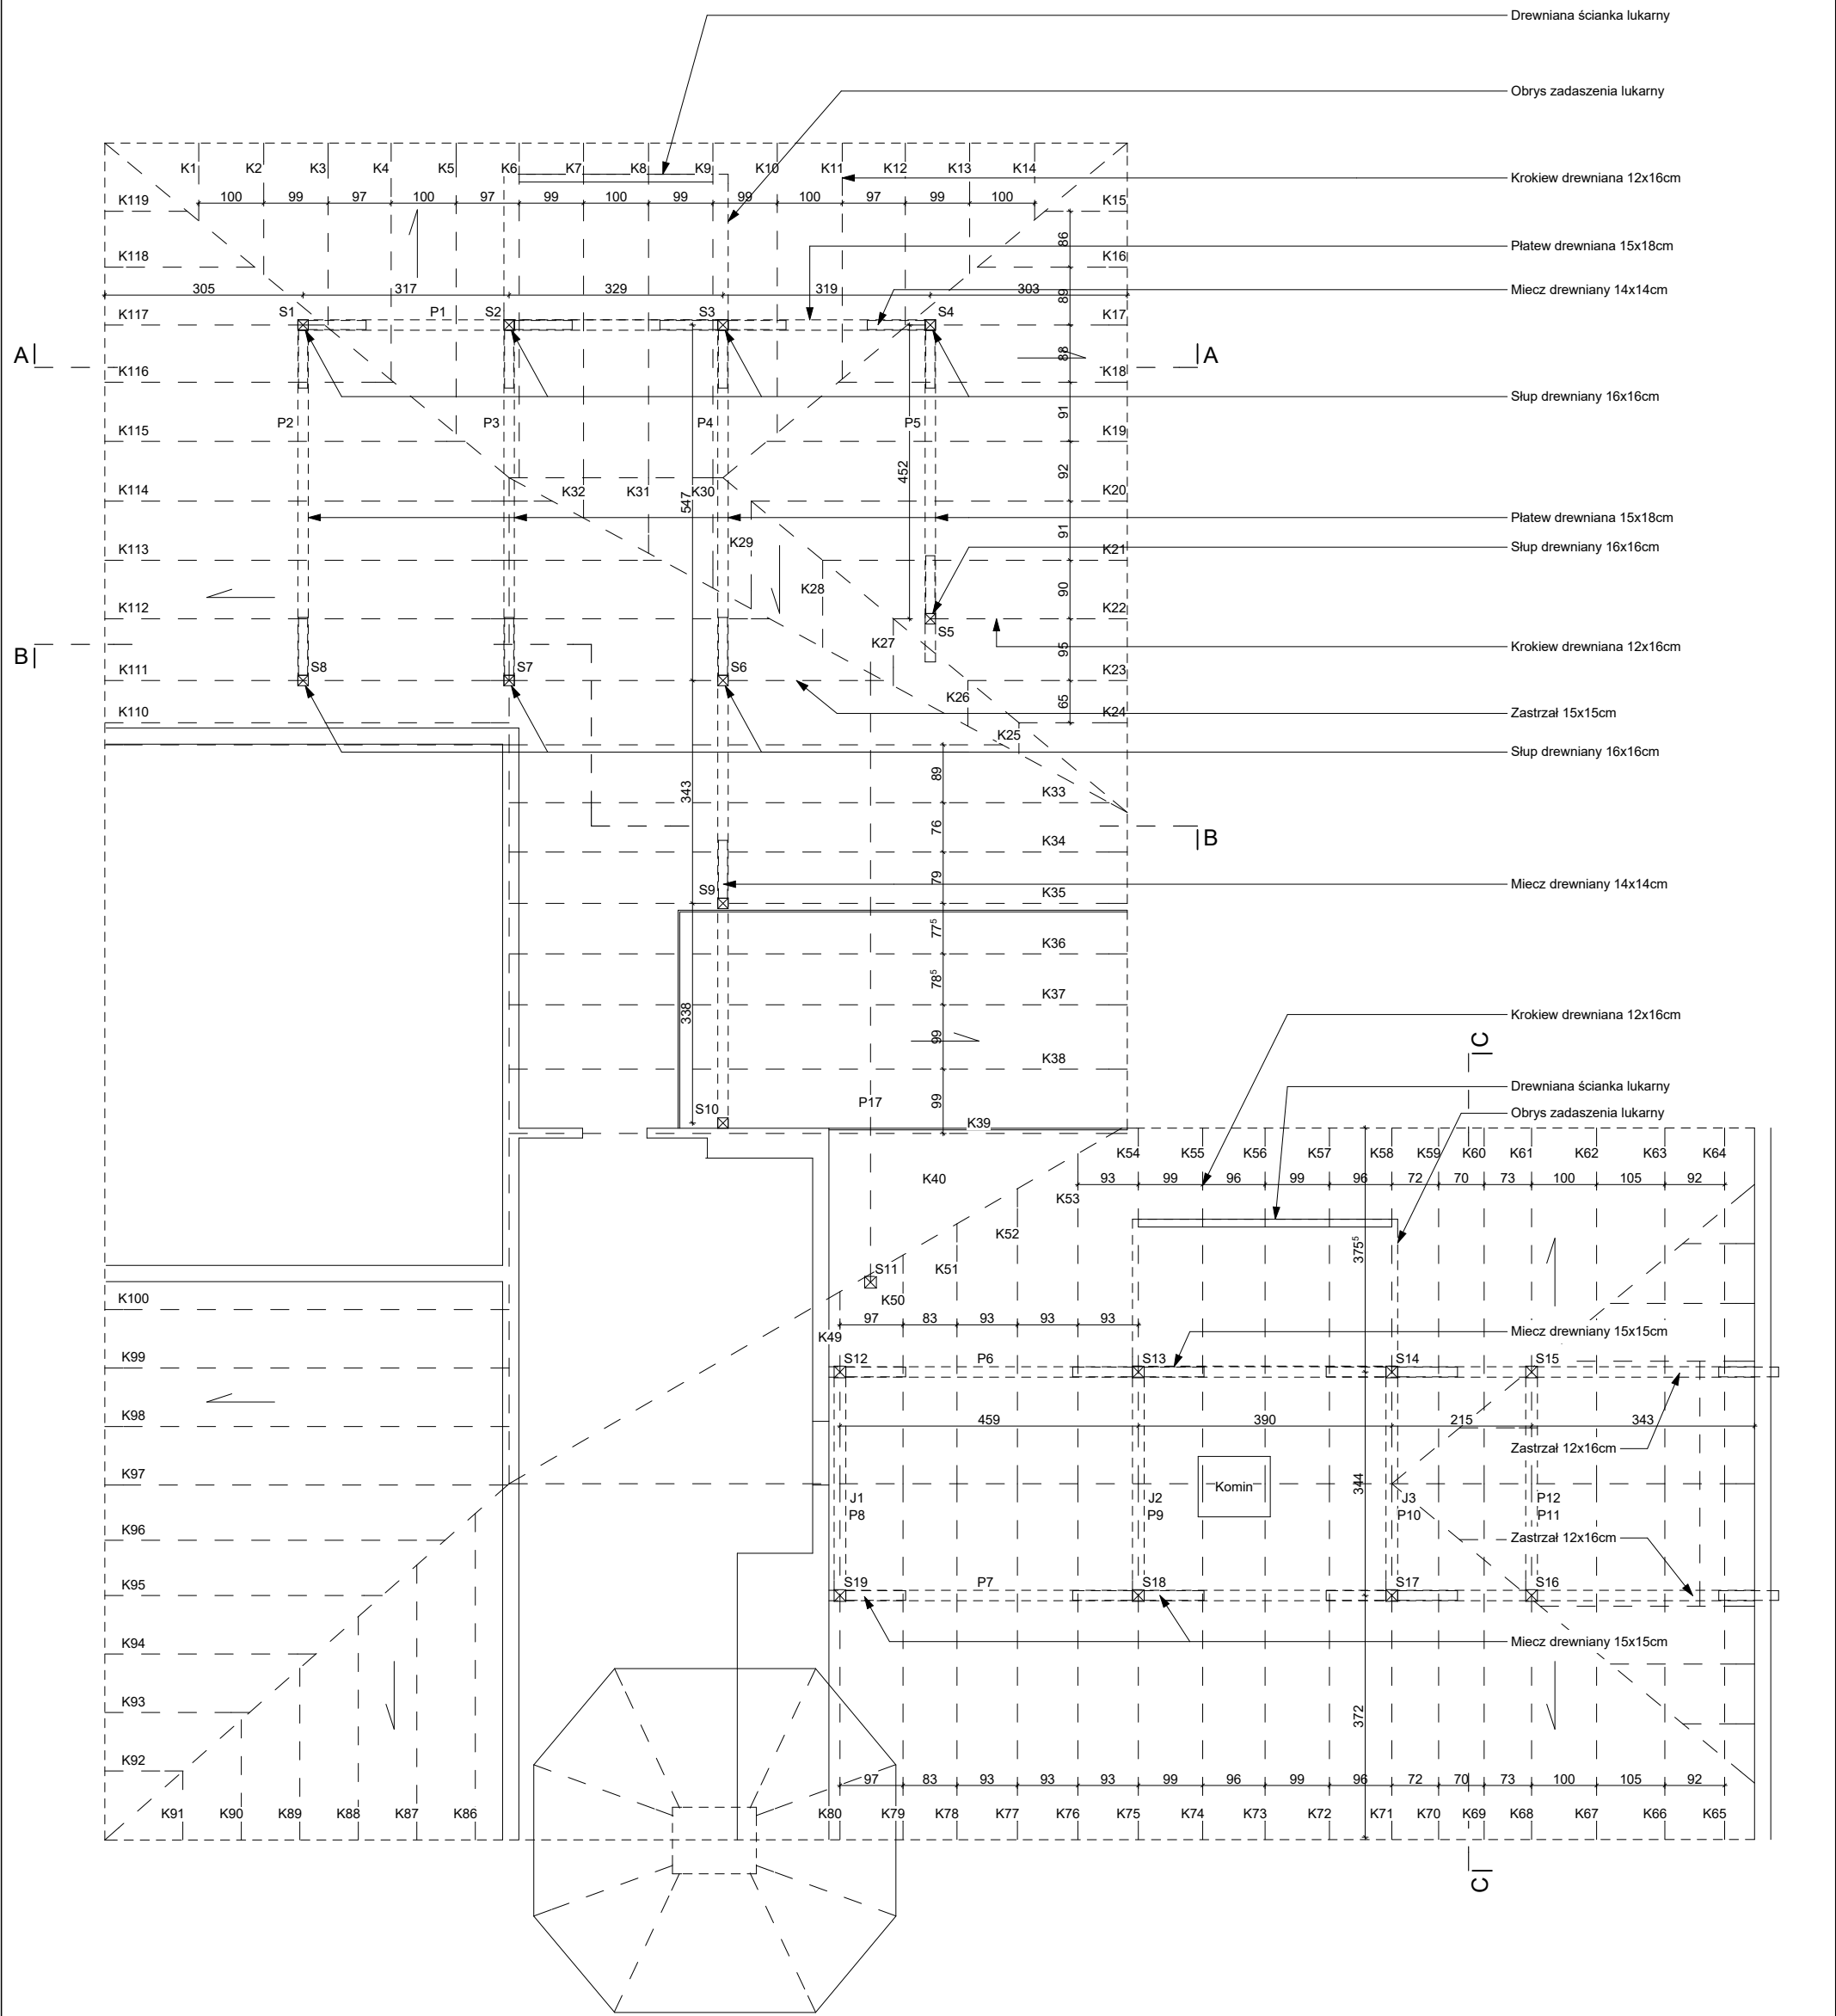 Drewniana ścianka lukarny
Obrys zadaszenia lukarny
K1 K2 K3 K4 K5 K6 K7 K8 K9 K10 K11 K12 K13 K14
Krokiew drewniana 12x16cm
100 99 97 100 97 99 100 99 99 100 97 99 100
K119 K15
86
Płatew drewniana 15x18cm
K118 K16
305 317 329 319 303
89
Miecz drewniany 14x14cm
K117 S1 P1 S2 S3 S4 K17
A A
88
K116 K18
Słup drewniany 16x16cm
91
P2 P3 P4 P5
K115 K19
452
92
K114 K32 K31 K30 K20
547
Płatew drewniana 15x18cm
91
K29
Słup drewniany 16x16cm
K113 K21
K28
90
K112 K22
S5
K27
Krokiew drewniana 12x16cm
B
95
K111 S8 S7 S6 K23
K26
65
Zastrzał 15x15cm
K110 K24
K25
Słup drewniany 16x16cm
89
343
K33
76
B
K34
79
Miecz drewniany 14x14cm
S9 K35
77⁵
K36
78⁵
K37
338
Krokiew drewniana 12x16cm
99
C
K38
Drewniana ścianka lukarny
P17
99
S10
Obrys zadaszenia lukarny
K39
K54 K55 K56 K57 K58 K59 K60 K61 K62 K63 K64
K40
93 99 96 99 96 72 70 73 100 105 92
K53
K52
375⁵
S11 K51
K100 K50
97 83 93 93 93
Miecz drewniany 15x15cm
K49
K99 S12 P6 S13 S14 S15
K98
459 390 215 343
Zastrzał 12x16cm
K97
344
Komin
J1 J2 J3 P12
P8 P9 P10 P11
K96
Zastrzał 12x16cm
K95 S19 P7 S18 S17 S16
K94
Miecz drewniany 15x15cm
K93
372
K92
97 83 93 93 93 99 96 99 96 72 70 73 100 105 92
K91 K90 K89 K88 K87 K86 K80 K79 K78 K77 K76 K75 K74 K73 K72 K71 K70 K69 K68 K67 K66 K65
C